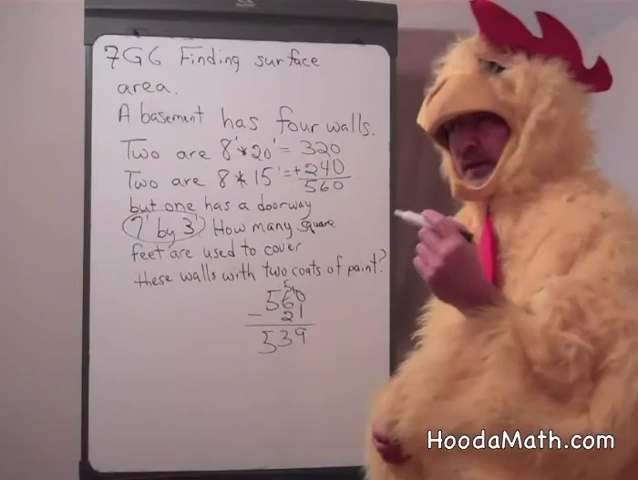 7G6 Finding surface
area.
A basement has four walls.
Two are 8' * 20' = 320
Two are 8 * 15' = + 240
560
but one has a doorway
7' by 3' How many square
feet are used to cover
these walls with two coats of paint?
51
560
- 21
539
HoodaMath.com